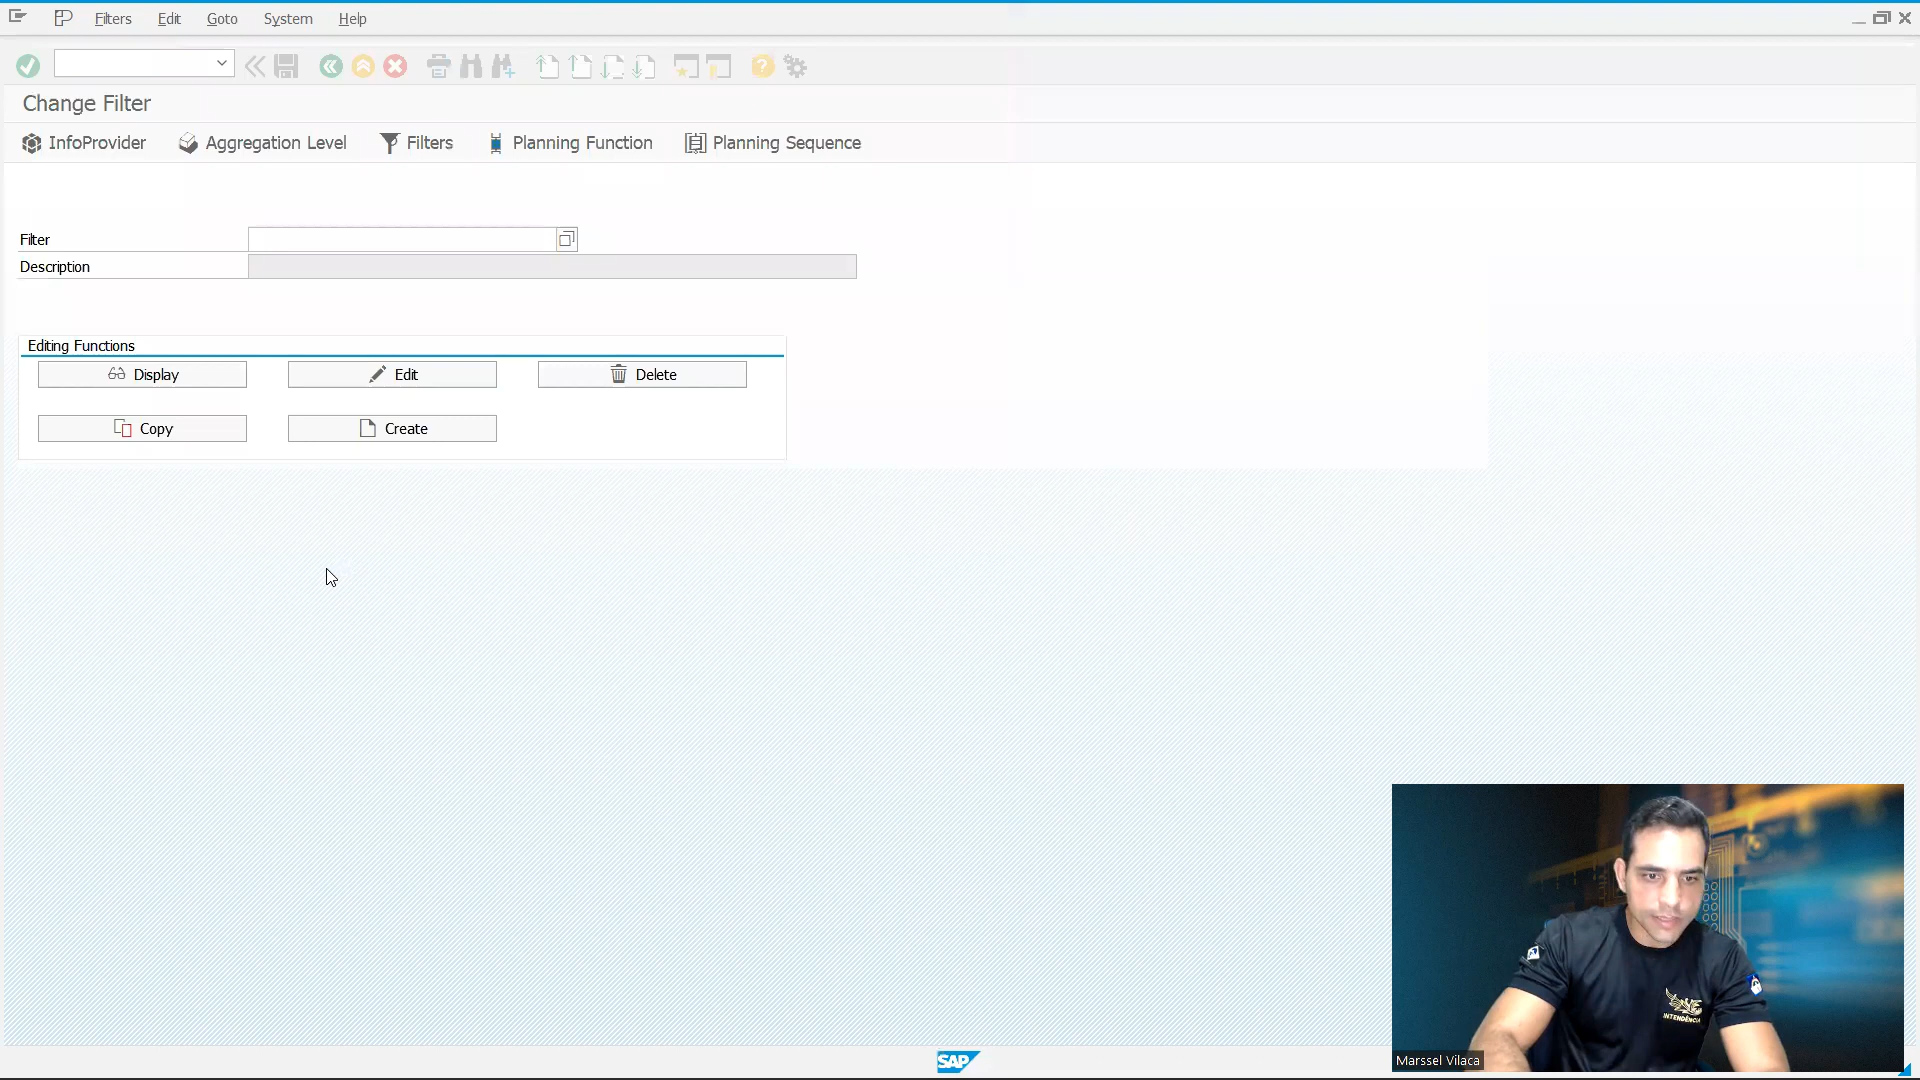 Filters Edit Goto System Help
Change Filter
InfoProvider Aggregation Level Filters Planning Function Planning Sequence
Filter
Description
Editing Functions
Display Edit Delete
Copy Create
INTENDÊNCIA
SAP
Marssel Vilaca